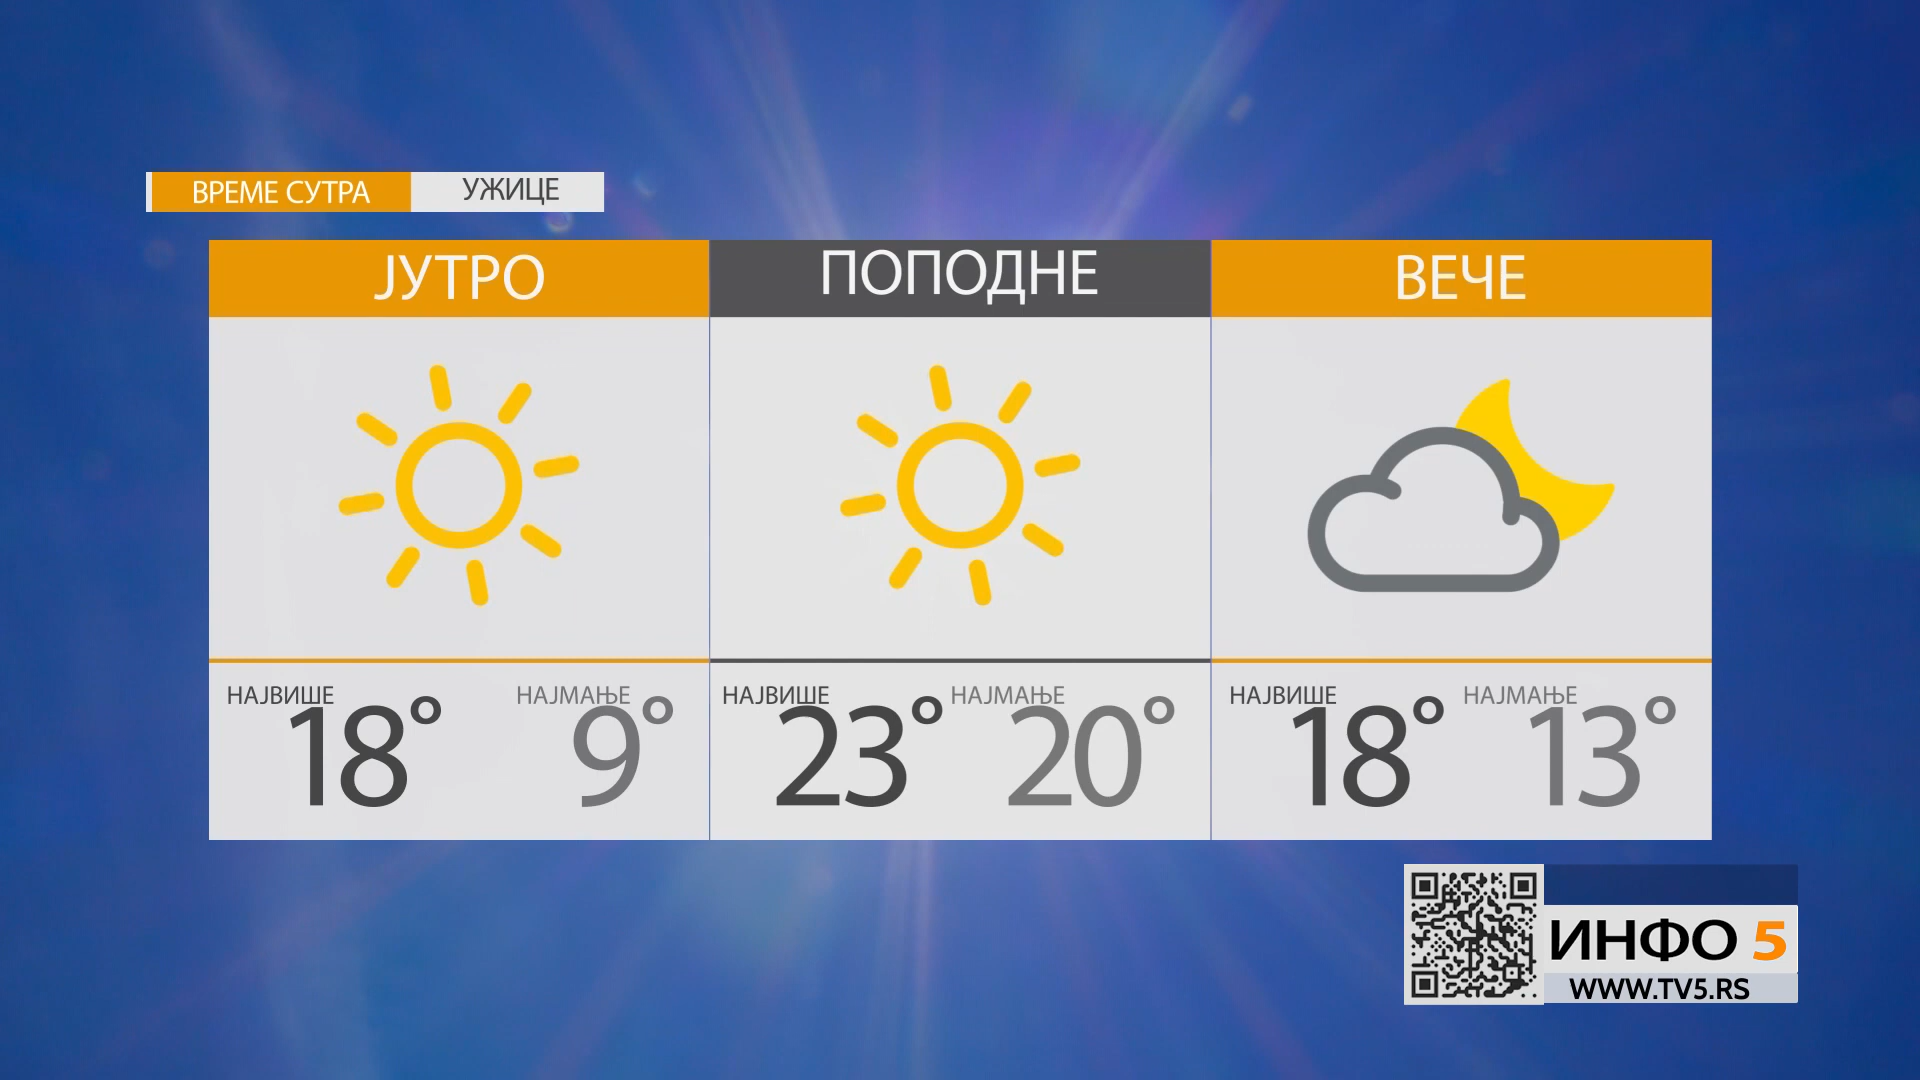 ВРЕМЕ СУТРА УЖИЦЕ
ЈУТРО ПОПОДНЕ ВЕЧЕ
НАЈВИШЕ НАЈМАЊЕ НАЈВИШЕ НАЈМАЊЕ НАЈВИШЕ НАЈМАЊЕ
18° 9° 23° 20° 18° 13°
ИНФО 5
WWW.TV5.RS